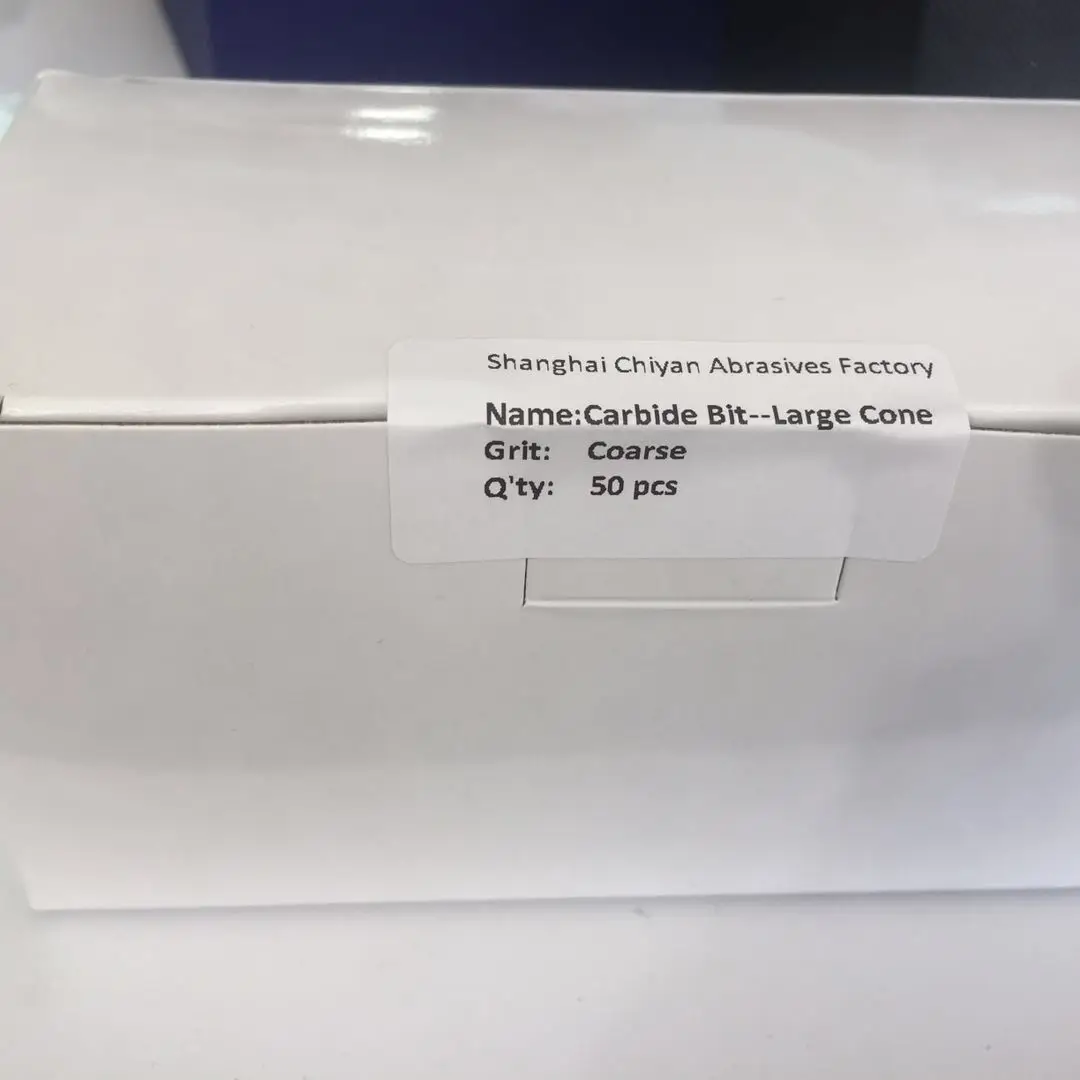 Shanghai Chiyan Abrasives Factory
Name:Carbide Bit--Large Cone
Grit: Coarse
Q'ty: 50 pcs